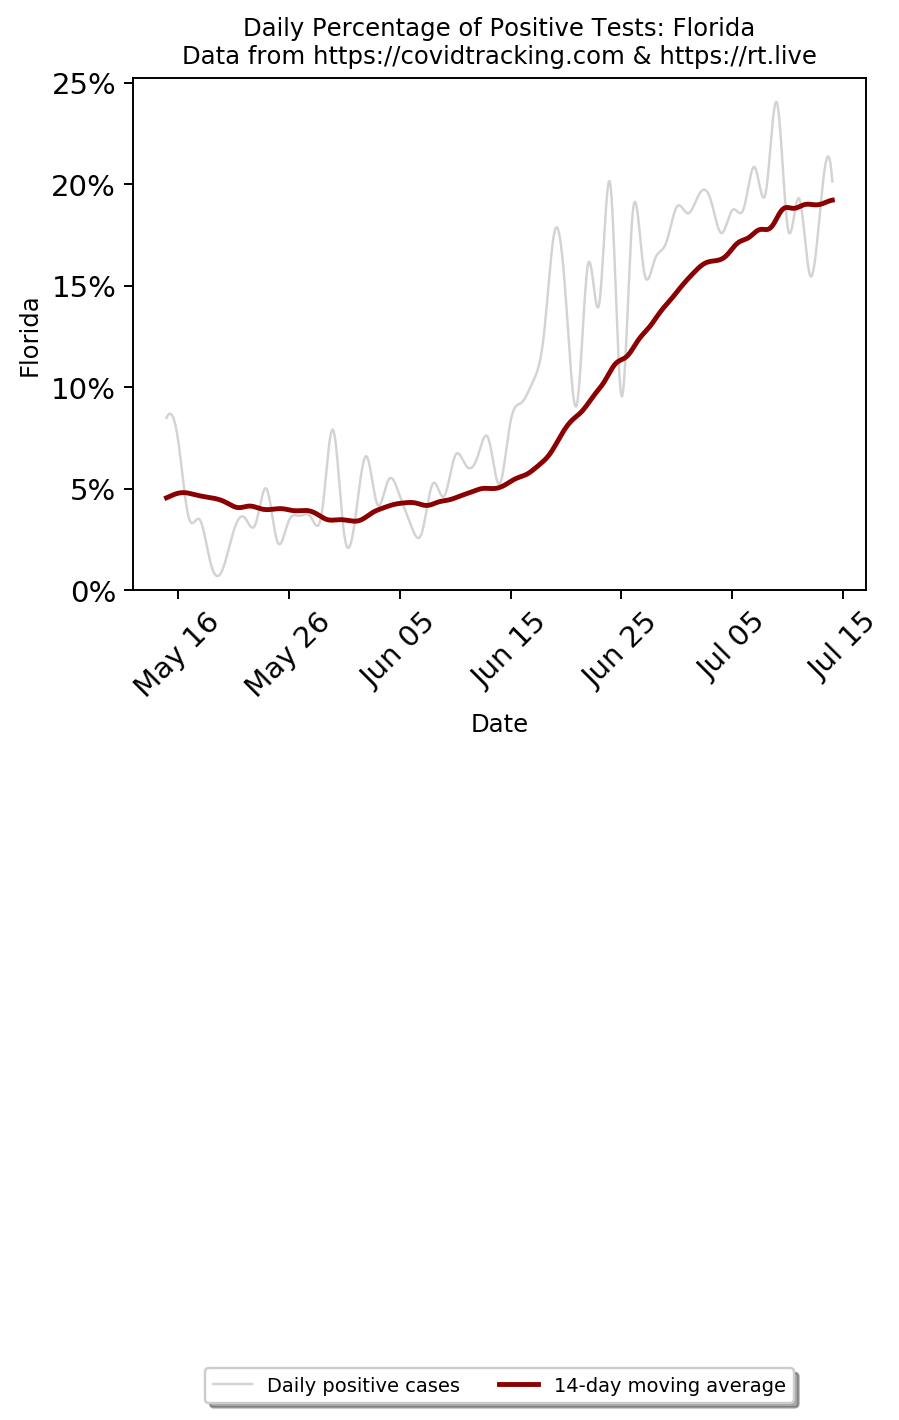 Daily Percentage of Positive Tests: Florida
Data from https://covidtracking.com & https://rt.live
25%
20%
15%
10%
5%
0%
Florida
May 16
May 26
Jun 05
Jun 15
Jun 25
Jul 05
Jul 15
Date
Daily positive cases
14-day moving average